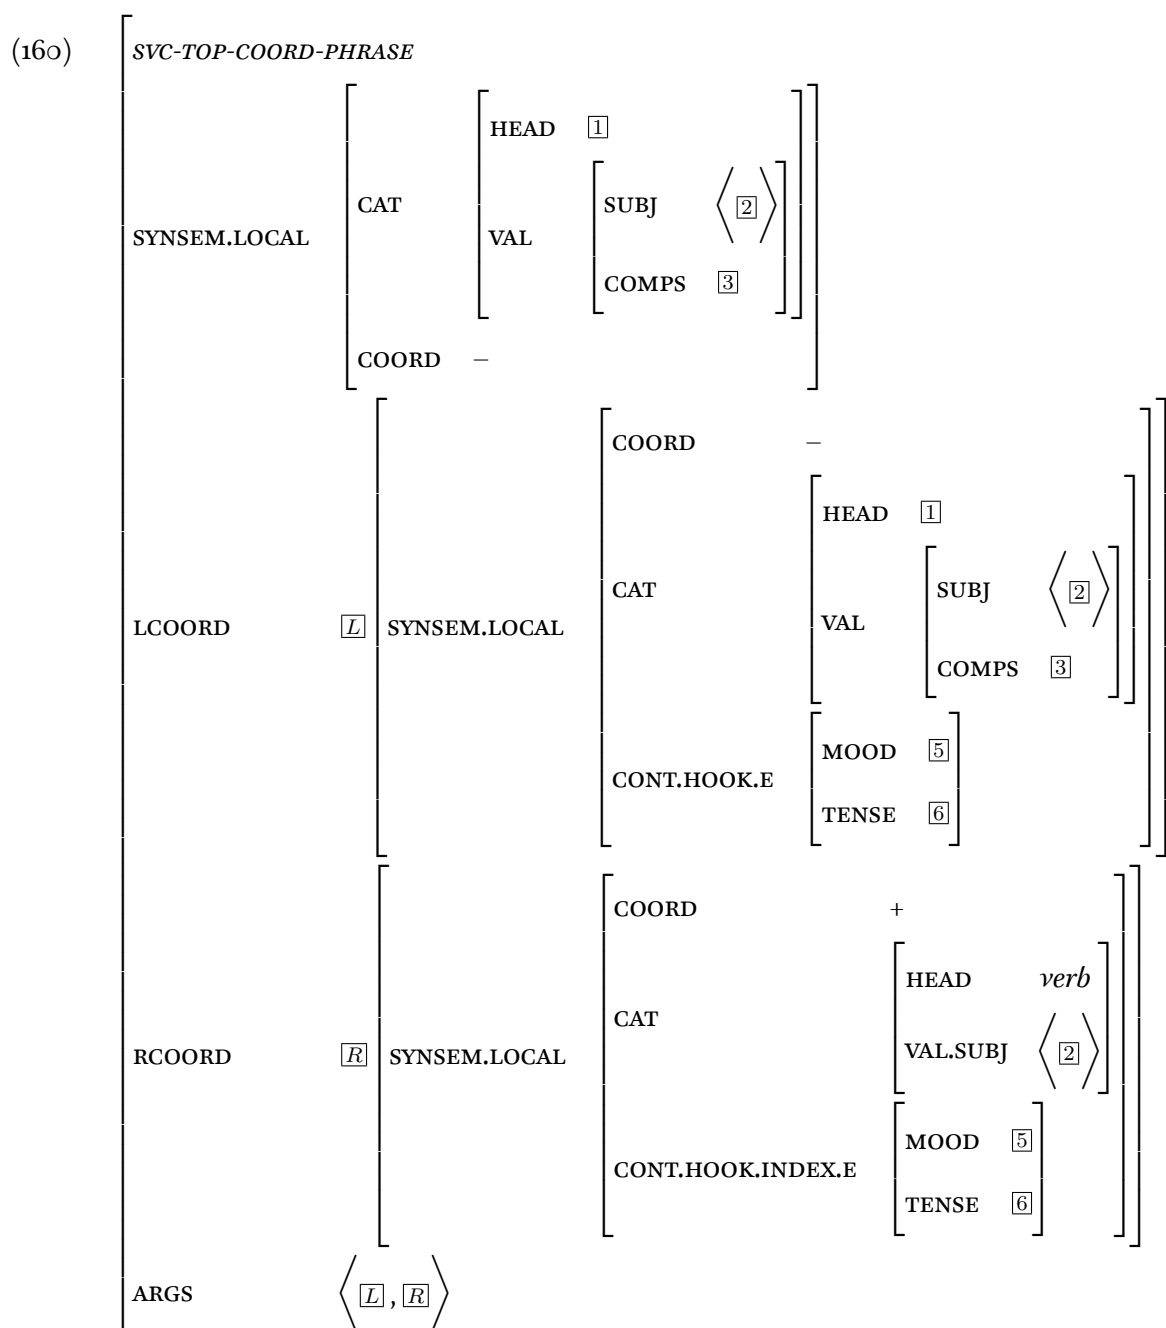 (160)
SVC-TOP-COORD-PHRASE
HEAD 1
CAT SUBJ ⟨ 2 ⟩
SYNSEM.LOCAL VAL
COMPS 3
COORD −
COORD −
HEAD 1
CAT SUBJ ⟨ 2 ⟩
LCOORD L SYNSEM.LOCAL VAL
COMPS 3
MOOD 5
CONT.HOOK.E
TENSE 6
COORD +
HEAD verb
CAT
RCOORD R SYNSEM.LOCAL VAL.SUBJ ⟨ 2 ⟩
MOOD 5
CONT.HOOK.INDEX.E
TENSE 6
ARGS ⟨ L , R ⟩